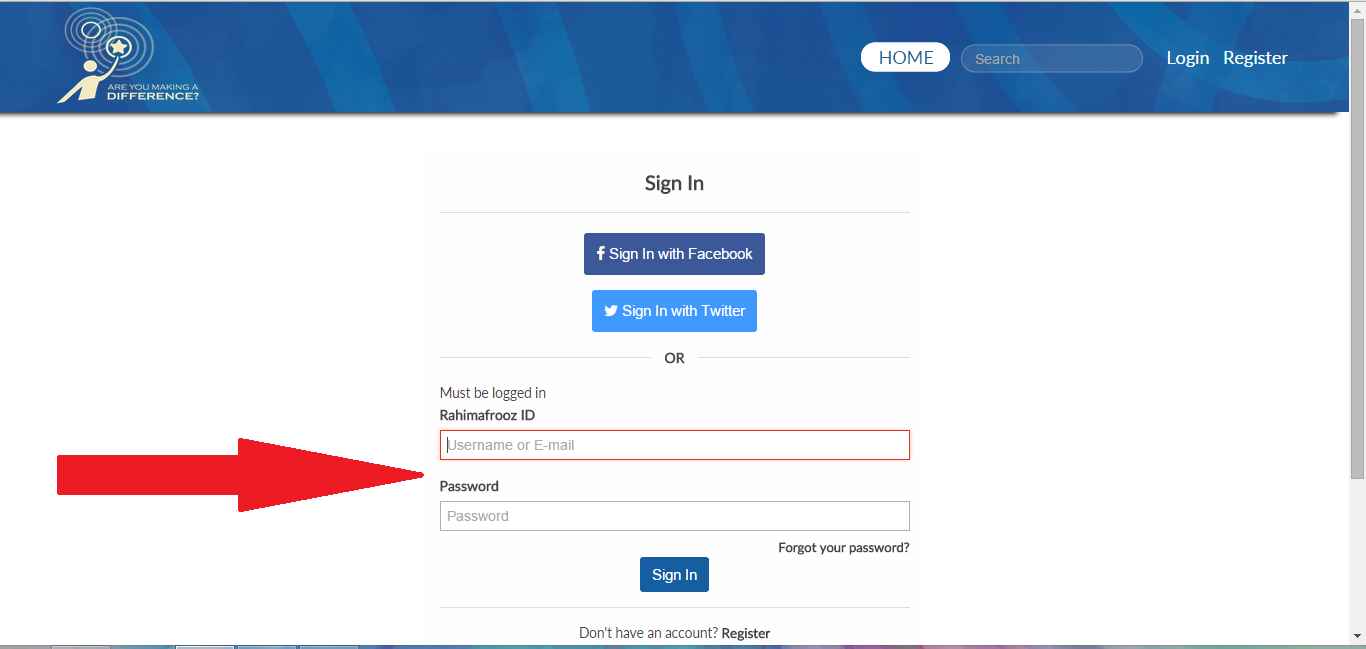 ARE YOU MAKING A
DIFFERENCE?
HOME
Search
Login
Register
Sign In
f Sign In with Facebook
Sign In with Twitter
OR
Must be logged in
Rahimafrooz ID
Username or E-mail
Password
Password
Forgot your password?
Sign In
Don't have an account? Register